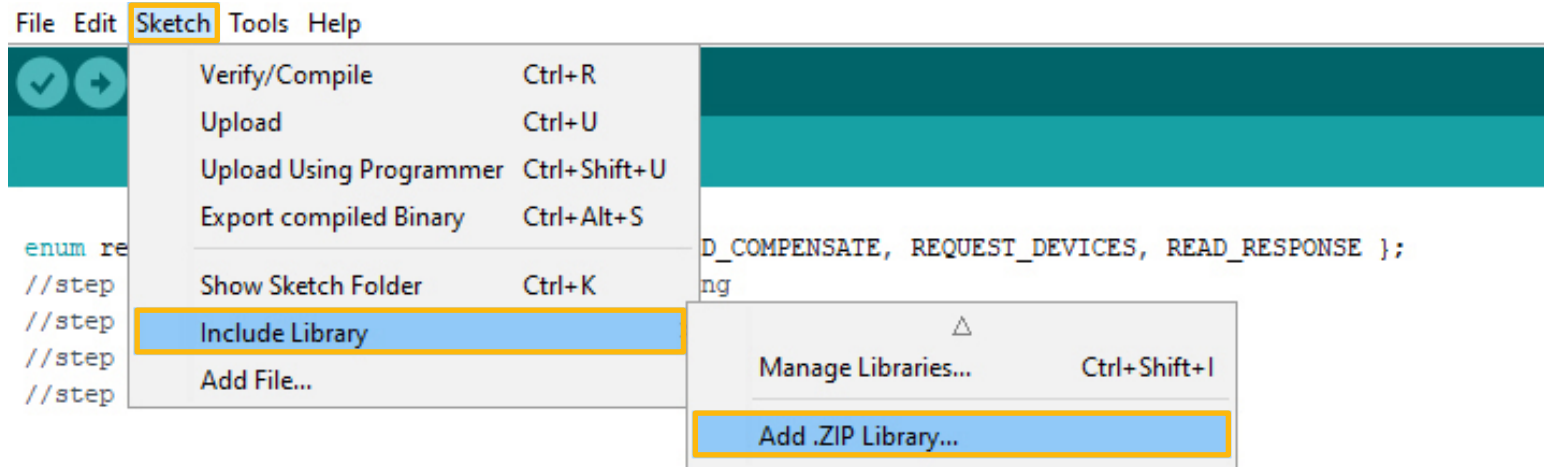 File Edit Sketch Tools Help
Verify/Compile Ctrl+R
Upload Ctrl+U
Upload Using Programmer Ctrl+Shift+U
Export compiled Binary Ctrl+Alt+S
enum re D_COMPENSATE, REQUEST_DEVICES, READ_RESPONSE };
//step Show Sketch Folder Ctrl+K ng
//step Include Library
//step
//step Add File...
Manage Libraries... Ctrl+Shift+I
Add .ZIP Library...